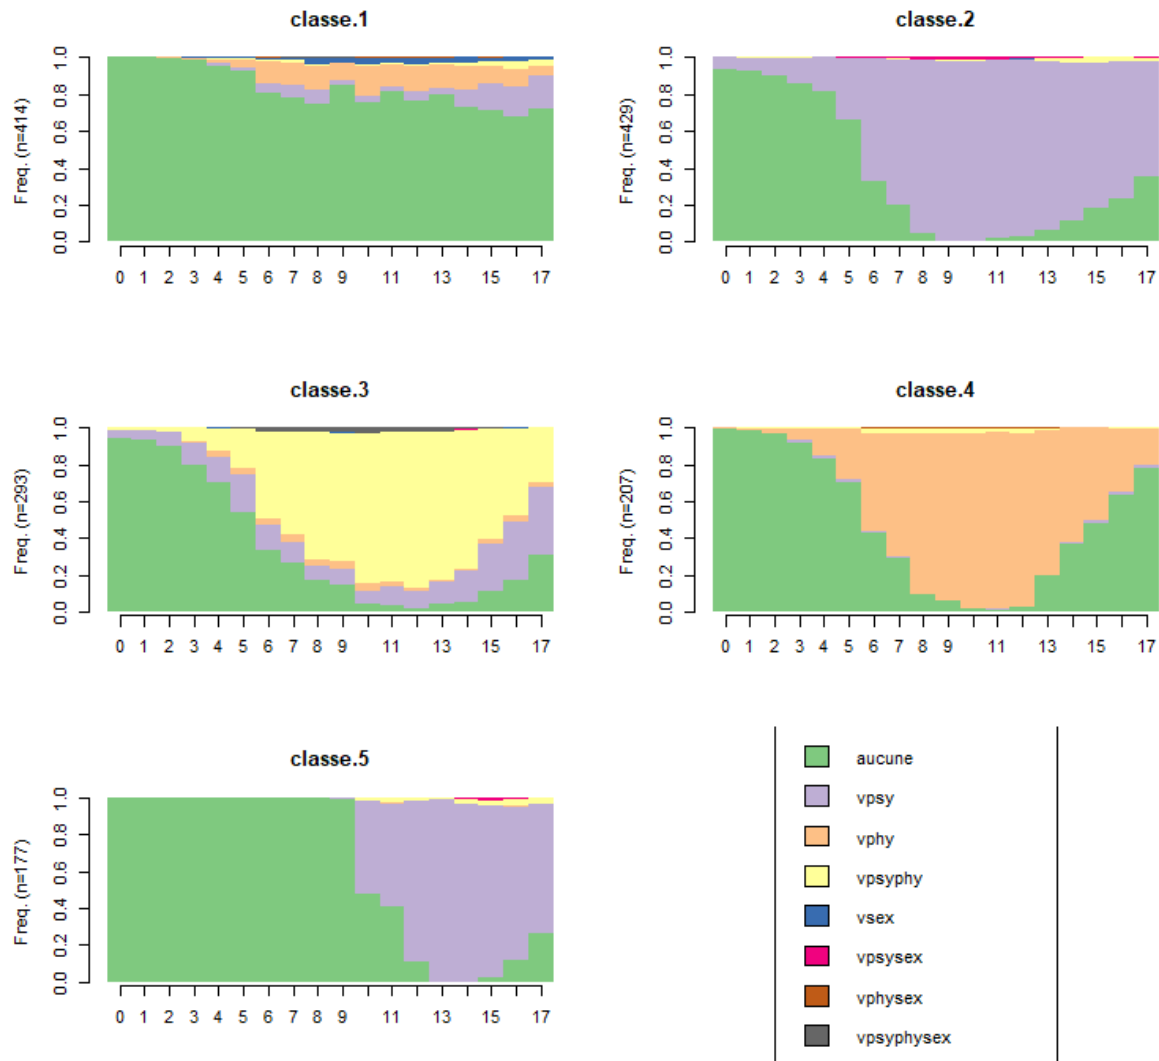 classe.1
Freq. (n=414)
0.0 0.2 0.4 0.6 0.8 1.0
0 1 2 3 4 5 6 7 8 9 11 13 15 17
classe.2
Freq. (n=429)
0.0 0.2 0.4 0.6 0.8 1.0
0 1 2 3 4 5 6 7 8 9 11 13 15 17
classe.3
Freq. (n=293)
0.0 0.2 0.4 0.6 0.8 1.0
0 1 2 3 4 5 6 7 8 9 11 13 15 17
classe.4
Freq. (n=207)
0.0 0.2 0.4 0.6 0.8 1.0
0 1 2 3 4 5 6 7 8 9 11 13 15 17
classe.5
Freq. (n=177)
0.0 0.2 0.4 0.6 0.8 1.0
0 1 2 3 4 5 6 7 8 9 11 13 15 17
aucune
vpsy
vphy
vpsyphy
vsex
vpsysex
vphysex
vpsyphysex